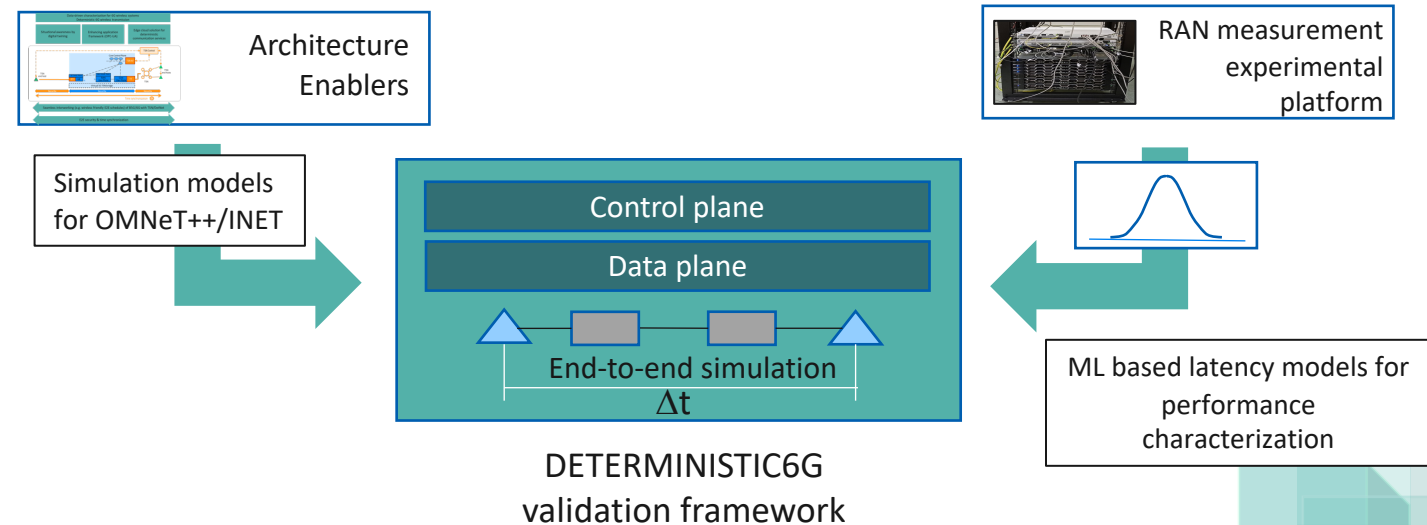 Architecture
Enablers
RAN measurement
experimental
platform
Simulation models
for OMNeT++/INET
Control plane
Data plane
End-to-end simulation
Δt
ML based latency models for
performance
characterization
DETERMINISTIC6G
validation framework